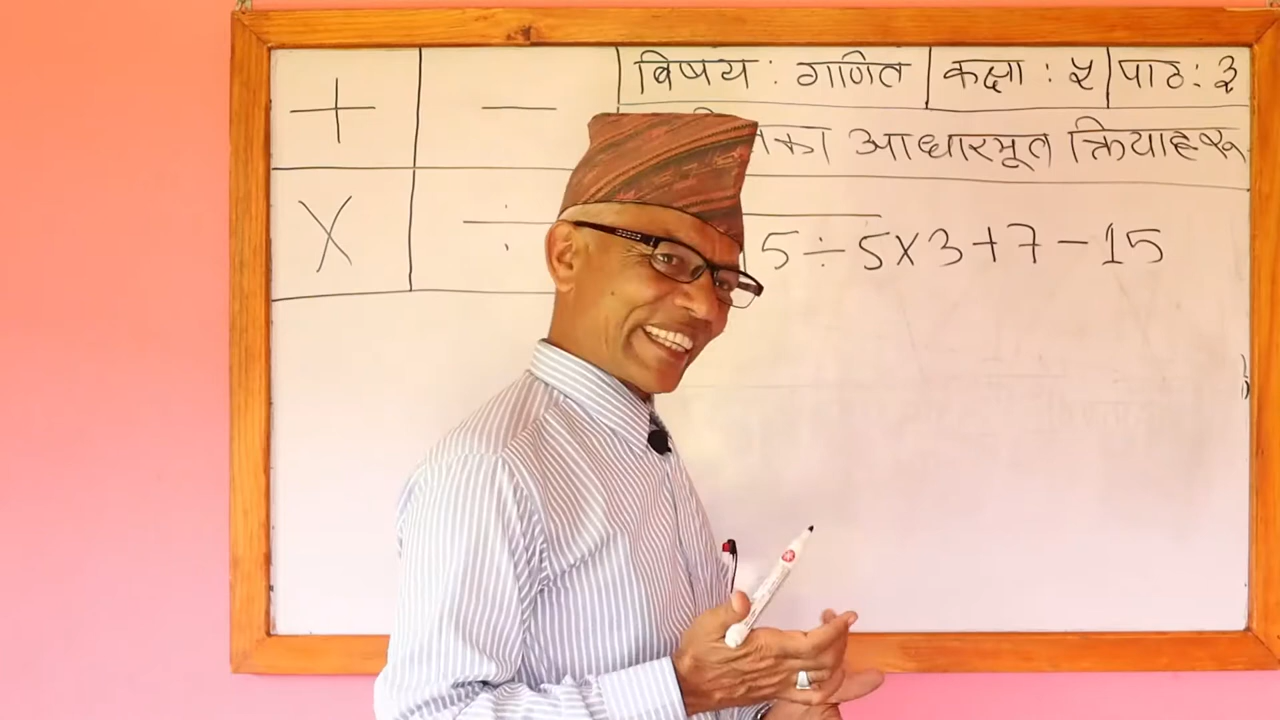 + −
विषय : गणित कक्षा : ५ पाठ : ३
आधारभूत क्रियाहरू
× ÷
5÷5×3+7−15